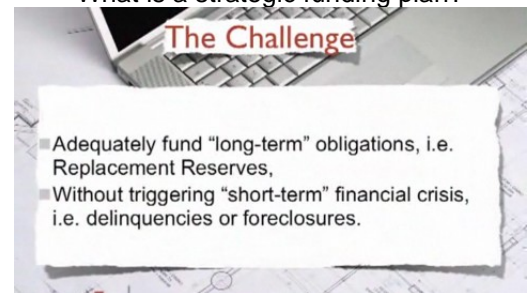 What is a strategic funding plan?
The Challenge
Adequately fund “long-term” obligations, i.e.
Replacement Reserves,
Without triggering “short-term” financial crisis,
i.e. delinquencies or foreclosures.